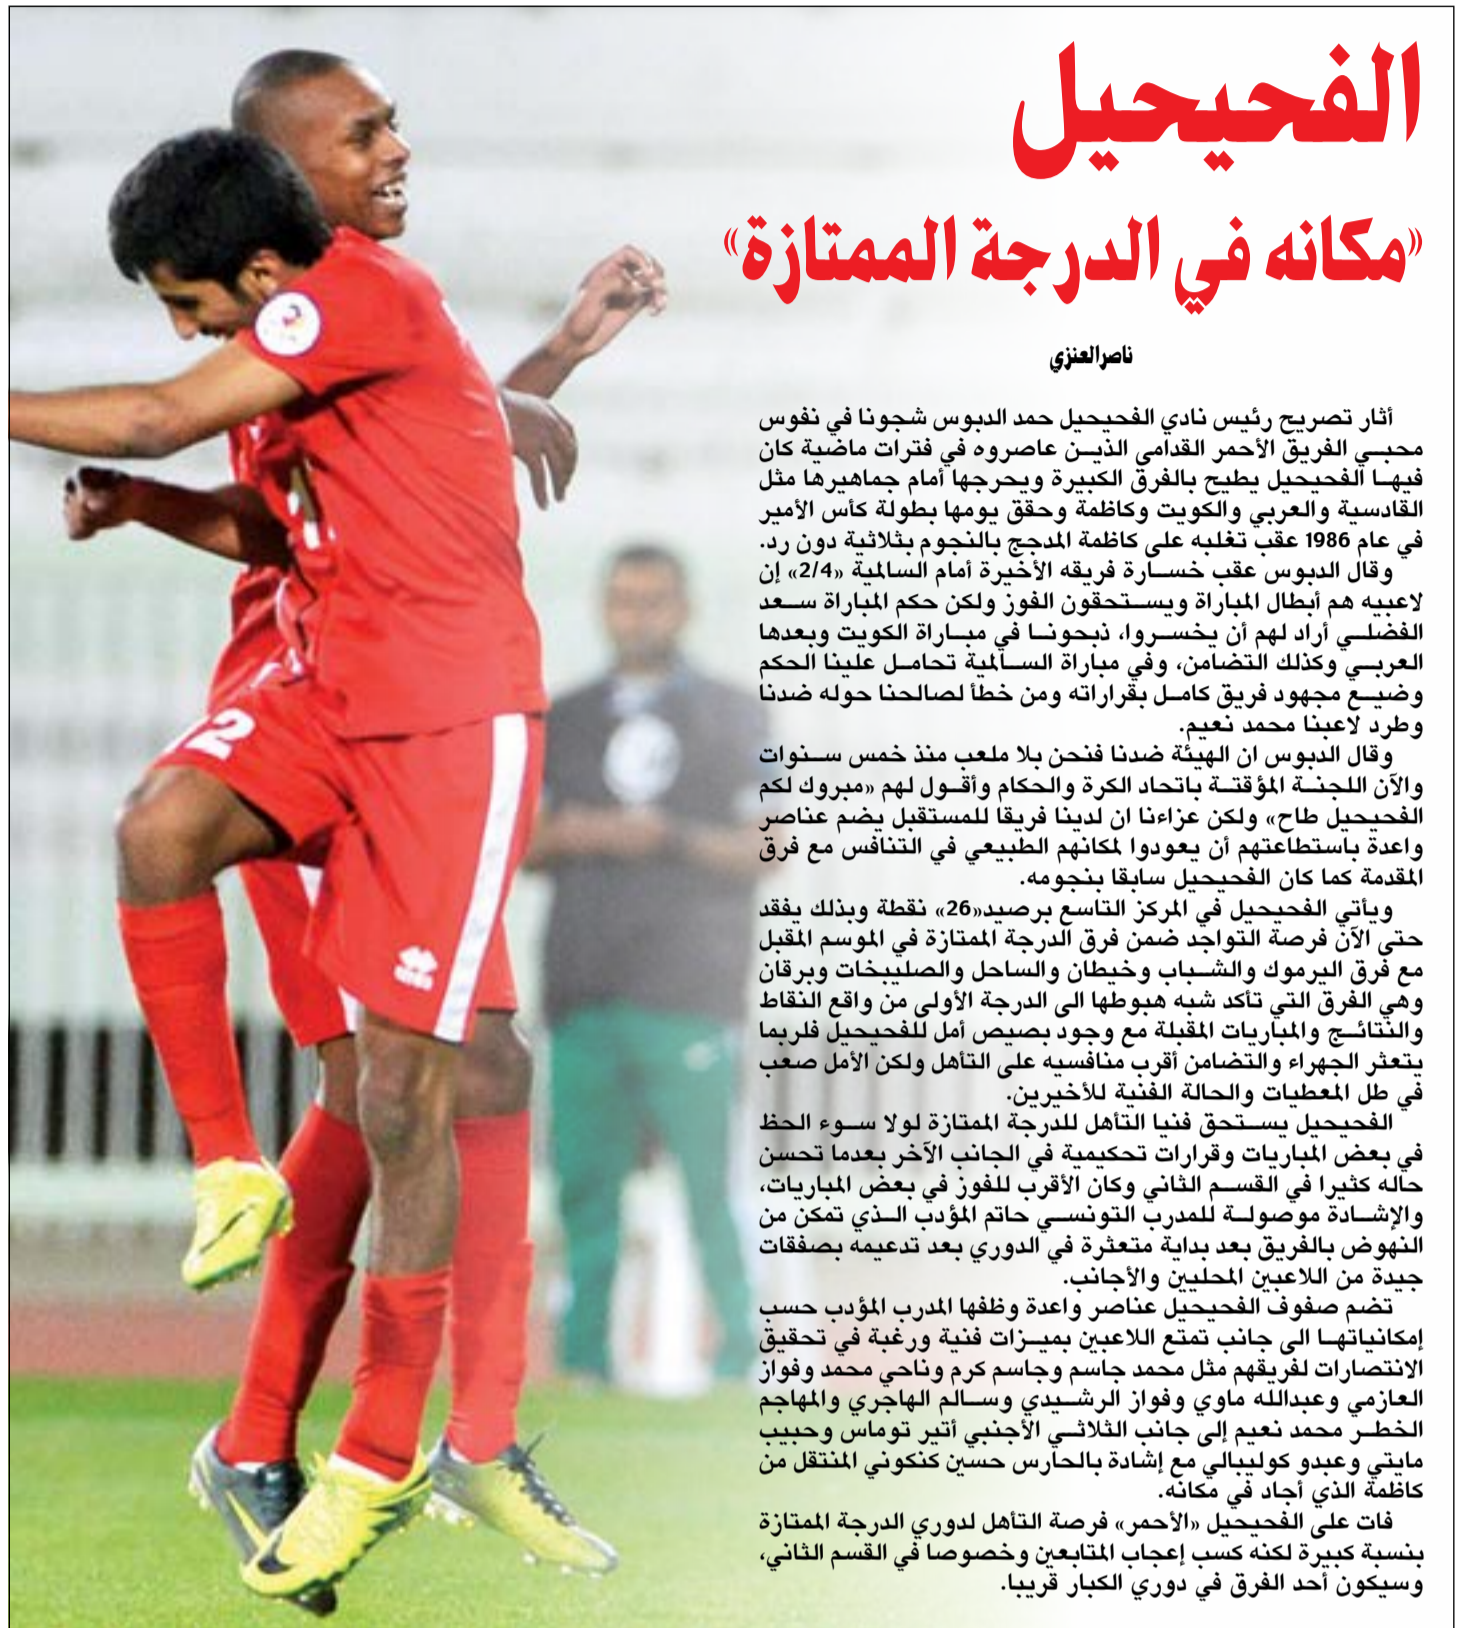 الفحيحيل
«مكانه في الدرجة الممتازة»
ناصر العنزي
أثار تصريح رئيس نادي الفحيحيل حمد الدبوس شجونا في نفوس
محبي الفريق الأحمر القدامى الذين عاصروه في فترات ماضية كان
فيها الفحيحيل يطيح بالفرق الكبيرة ويحرجها أمام جماهيرها مثل
القادسية والعربي والكويت وكاظمة وحقق يومها بطولة كأس الأمير
في عام 1986 عقب تغلبه على كاظمة المدجج بالنجوم بثلاثية دون رد.
وقال الدبوس عقب خسارة فريقه الأخيرة أمام السالمية «2/4» إن
لاعبيه هم أبطال المباراة ويستحقون الفوز ولكن حكم المباراة سعد
الفضلي أراد لهم أن يخسروا، ذبحونا في مباراة الكويت وبعدها
العربي وكذلك التضامن، وفي مباراة السالمية تحامل علينا الحكم
وضيع مجهود فريق كامل بقراراته ومن خطأ لصالحنا حوله ضدنا
وطرد لاعبنا محمد نعيم.
وقال الدبوس ان الهيئة ضدنا فنحن بلا ملعب منذ خمس سنوات
والآن اللجنة المؤقتة باتحاد الكرة والحكام وأقول لهم «مبروك لكم
الفحيحيل طاح» ولكن عزاءنا ان لدينا فريقا للمستقبل يضم عناصر
واعدة باستطاعتهم أن يعودوا لمكانهم الطبيعي في التنافس مع فرق
المقدمة كما كان الفحيحيل سابقا بنجومه.
ويأتي الفحيحيل في المركز التاسع برصيد«26» نقطة وبذلك يفقد
حتى الآن فرصة التواجد ضمن فرق الدرجة الممتازة في الموسم المقبل
مع فرق اليرموك والشباب وخيطان والساحل والصليبخات وبرقان
وهي الفرق التي تأكد شبه هبوطها الى الدرجة الأولى من واقع النقاط
والنتائج والمباريات المقبلة مع وجود بصيص أمل للفحيحيل فلربما
يتعثر الجهراء والتضامن أقرب منافسيه على التأهل ولكن الأمل صعب
في طل المعطيات والحالة الفنية للأخيرين.
الفحيحيل يستحق فنيا التأهل للدرجة الممتازة لولا سوء الحظ
في بعض المباريات وقرارات تحكيمية في الجانب الآخر بعدما تحسن
حاله كثيرا في القسم الثاني وكان الأقرب للفوز في بعض المباريات،
والإشادة موصولة للمدرب التونسي حاتم المؤدب الذي تمكن من
النهوض بالفريق بعد بداية متعثرة في الدوري بعد تدعيمه بصفقات
جيدة من اللاعبين المحليين والأجانب.
تضم صفوف الفحيحيل عناصر واعدة وظفها المدرب المؤدب حسب
إمكانياتها الى جانب تمتع اللاعبين بميزات فنية ورغبة في تحقيق
الانتصارات لفريقهم مثل محمد جاسم وجاسم كرم وناحي محمد وفواز
العازمي وعبدالله ماوي وفواز الرشيدي وسالم الهاجري والمهاجم
الخطر محمد نعيم إلى جانب الثلاثي الأجنبي أتير توماس وحبيب
مايتي وعبدو كوليبالي مع إشادة بالحارس حسين كنكوني المنتقل من
كاظمة الذي أجاد في مكانه.
فات على الفحيحيل «الأحمر» فرصة التأهل لدوري الدرجة الممتازة
بنسبة كبيرة لكنه كسب إعجاب المتابعين وخصوصا في القسم الثاني،
وسيكون أحد الفرق في دوري الكبار قريبا.